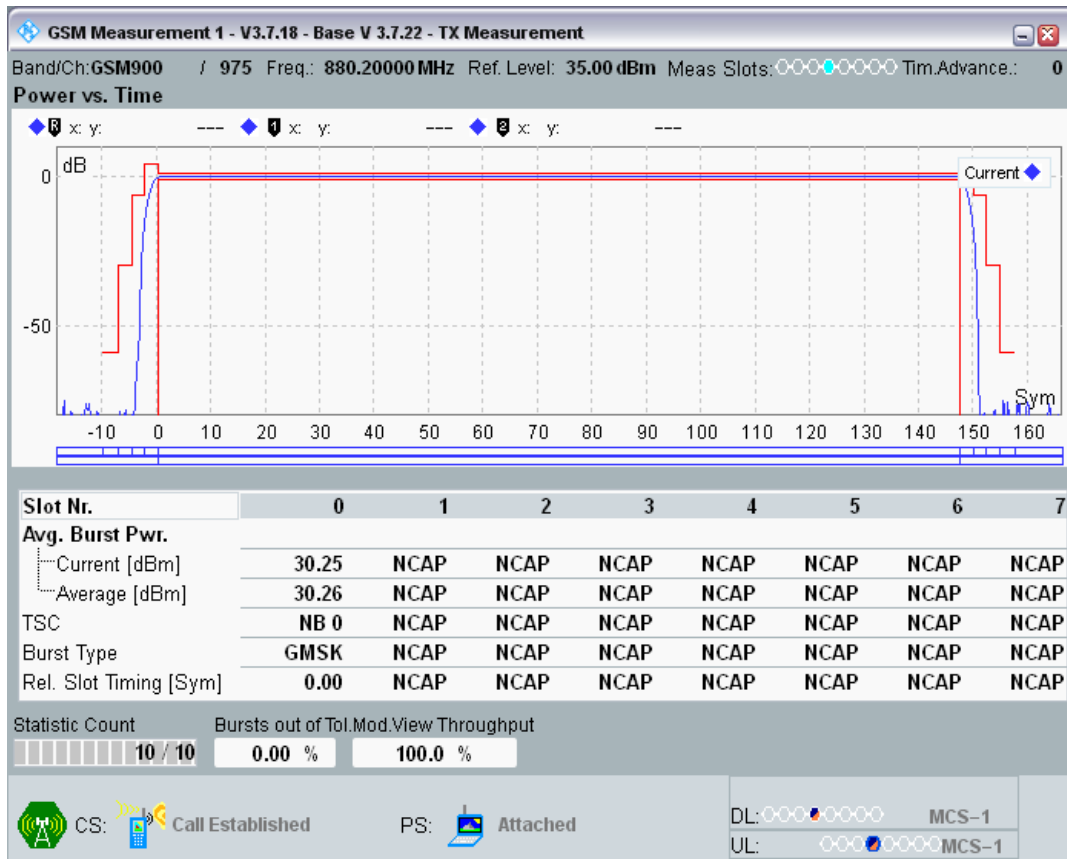 GSM Measurement 1 - V3.7.18 - Base V 3.7.22 - TX Measurement
Band/Ch:GSM900 / 975 Freq.: 880.20000 MHz Ref. Level: 35.00 dBm Meas Slots: Tim.Advance.: 0
Power vs. Time
R x: y: --- 1 x: y: --- 2 x: y: ---
dB
Current
0
-50
Sym
-10 0 10 20 30 40 50 60 70 80 90 100 110 120 130 140 150 160
Slot Nr. 0 1 2 3 4 5 6 7
Avg. Burst Pwr.
Current [dBm] 30.25 NCAP NCAP NCAP NCAP NCAP NCAP NCAP
Average [dBm] 30.26 NCAP NCAP NCAP NCAP NCAP NCAP NCAP
TSC NB 0 NCAP NCAP NCAP NCAP NCAP NCAP NCAP
Burst Type GMSK NCAP NCAP NCAP NCAP NCAP NCAP NCAP
Rel. Slot Timing [Sym] 0.00 NCAP NCAP NCAP NCAP NCAP NCAP NCAP
Statistic Count Bursts out of Tol.Mod.View Throughput
10 / 10 0.00 % 100.0 %
CS: Call Established PS: Attached
DL: MCS-1
UL: MCS-1